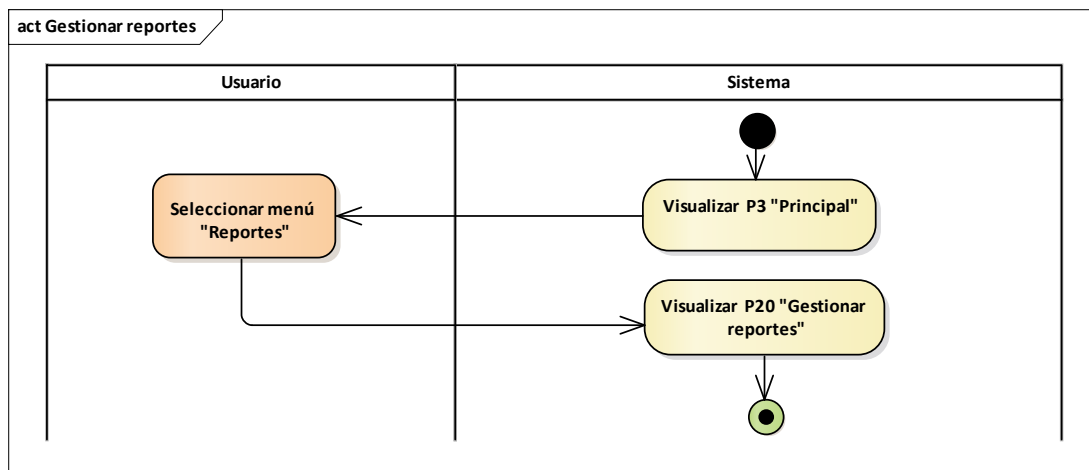 act Gestionar reportes
Usuario
Sistema
Seleccionar menú
"Reportes"
Visualizar P3 "Principal"
Visualizar P20 "Gestionar
reportes"